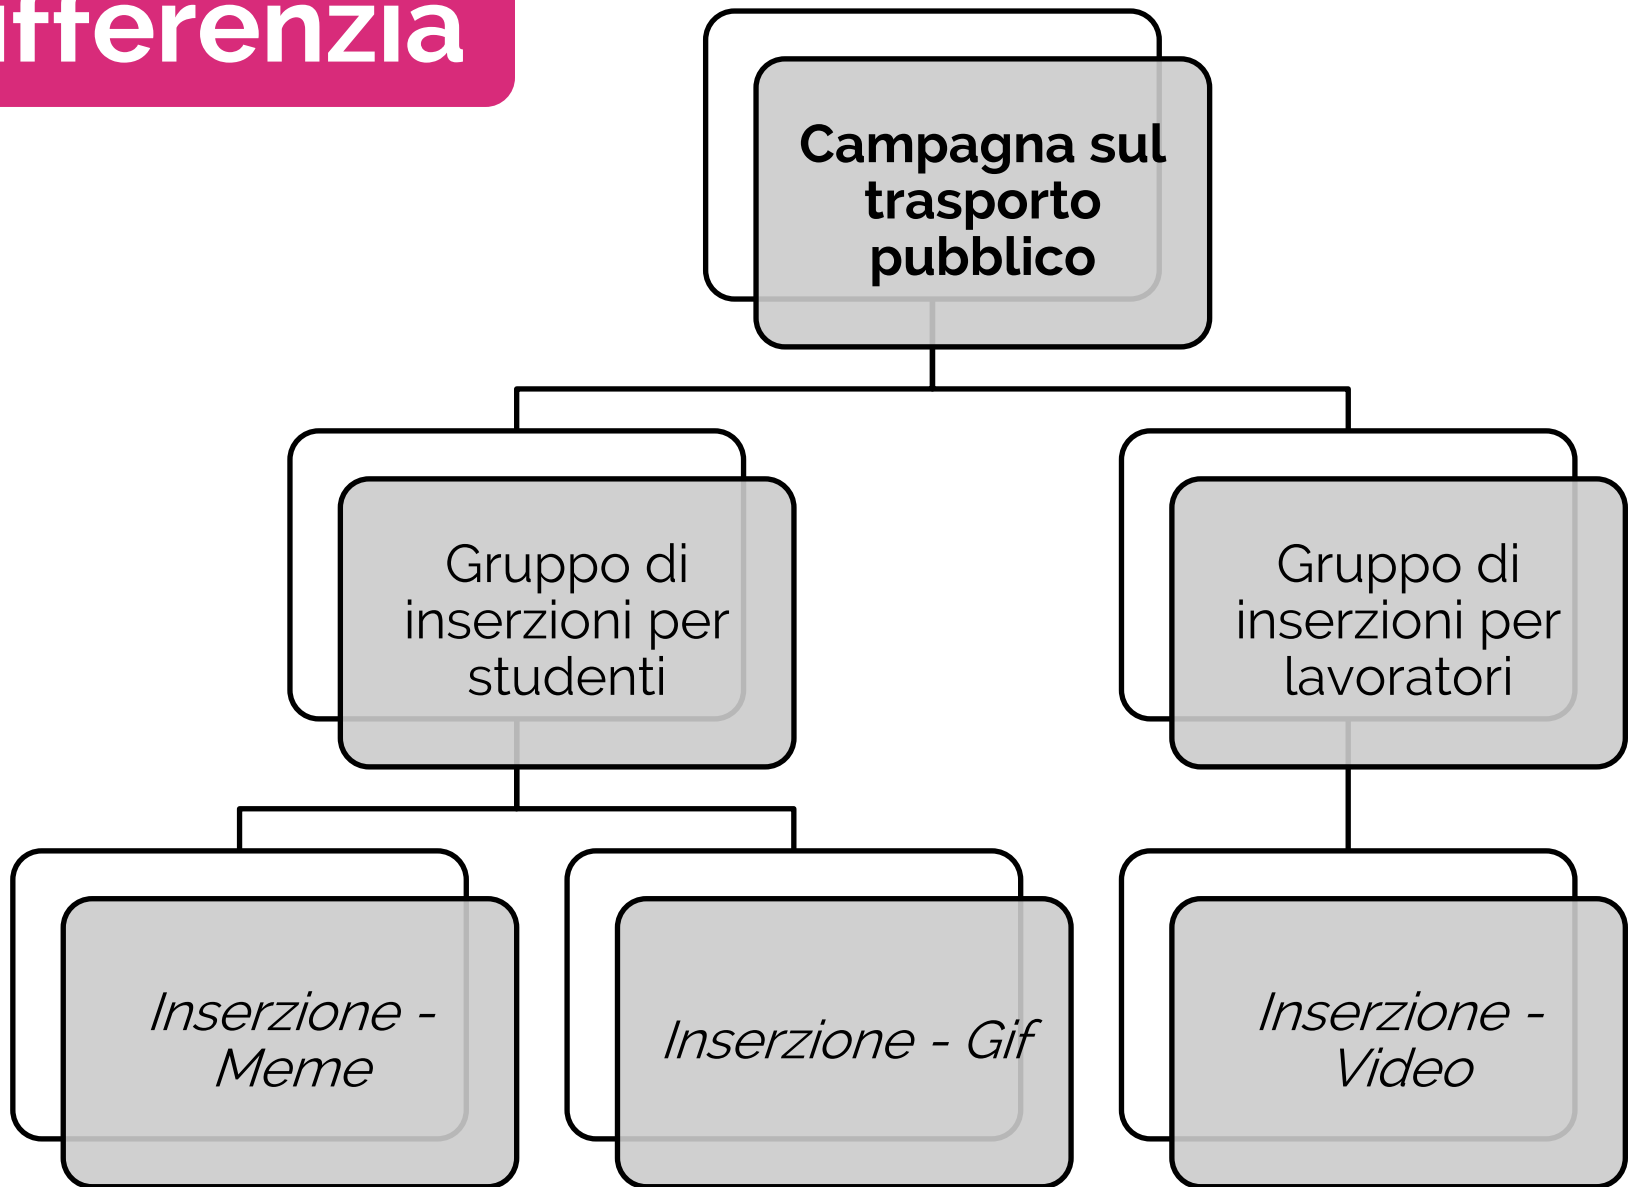 ifferenzia
Campagna sul
trasporto
pubblico
Gruppo di
inserzioni per
studenti
Gruppo di
inserzioni per
lavoratori
Inserzione -
Meme
Inserzione - Gif
Inserzione -
Video